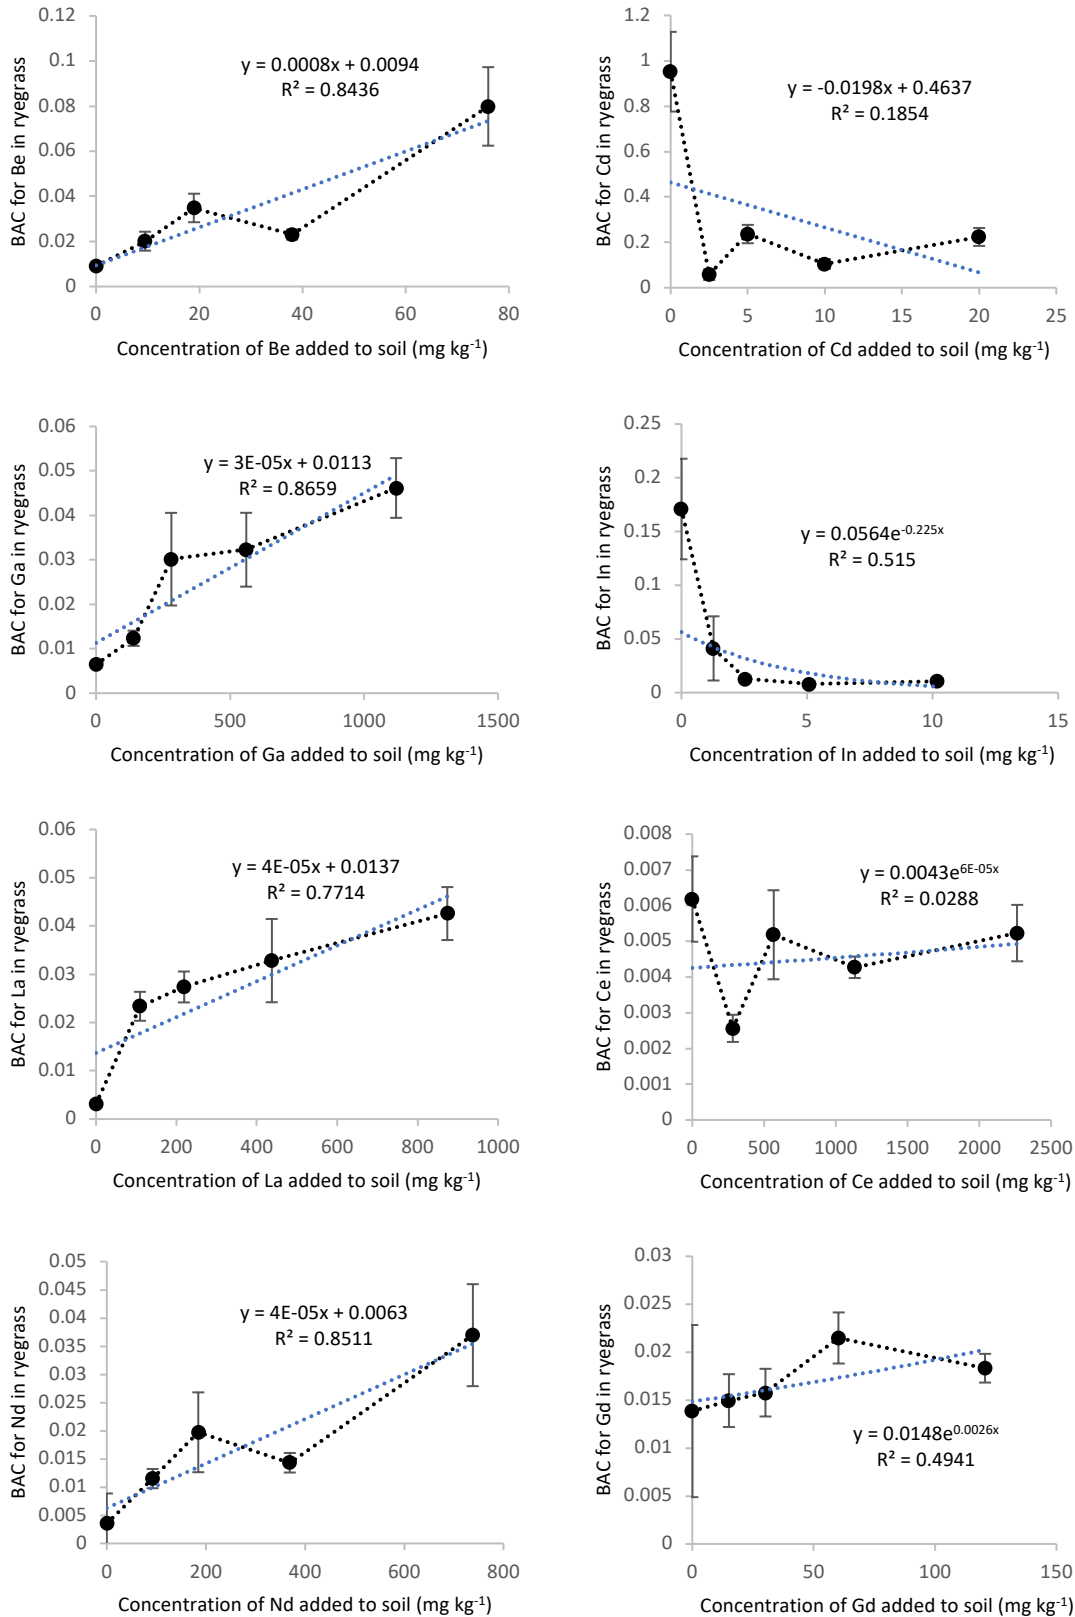 BAC for Be in ryegrass
0.12
0.1
0.08
0.06
0.04
0.02
0
y = 0.0008x + 0.0094
R² = 0.8436
0 20 40 60 80
Concentration of Be added to soil (mg kg⁻¹)
BAC for Cd in ryegrass
1.2
1
0.8
0.6
0.4
0.2
0
y = -0.0198x + 0.4637
R² = 0.1854
0 5 10 15 20 25
Concentration of Cd added to soil (mg kg⁻¹)
BAC for Ga in ryegrass
0.06
0.05
0.04
0.03
0.02
0.01
0
y = 3E-05x + 0.0113
R² = 0.8659
0 500 1000 1500
Concentration of Ga added to soil (mg kg⁻¹)
BAC for In in ryegrass
0.25
0.2
0.15
0.1
0.05
0
y = 0.0564e⁻⁰·²²⁵ˣ
R² = 0.515
0 5 10 15
Concentration of In added to soil (mg kg⁻¹)
BAC for La in ryegrass
0.06
0.05
0.04
0.03
0.02
0.01
0
y = 4E-05x + 0.0137
R² = 0.7714
0 200 400 600 800 1000
Concentration of La added to soil (mg kg⁻¹)
BAC for Ce in ryegrass
0.008
0.007
0.006
0.005
0.004
0.003
0.002
0.001
0
y = 0.0043e^6E-05x
R² = 0.0288
0 500 1000 1500 2000 2500
Concentration of Ce added to soil (mg kg⁻¹)
BAC for Nd in ryegrass
0.05
0.045
0.04
0.035
0.03
0.025
0.02
0.015
0.01
0.005
0
y = 4E-05x + 0.0063
R² = 0.8511
0 200 400 600 800
Concentration of Nd added to soil (mg kg⁻¹)
BAC for Gd in ryegrass
0.03
0.025
0.02
0.015
0.01
0.005
0
y = 0.0148e⁰·⁰⁰²⁶ˣ
R² = 0.4941
0 50 100 150
Concentration of Gd added to soil (mg kg⁻¹)